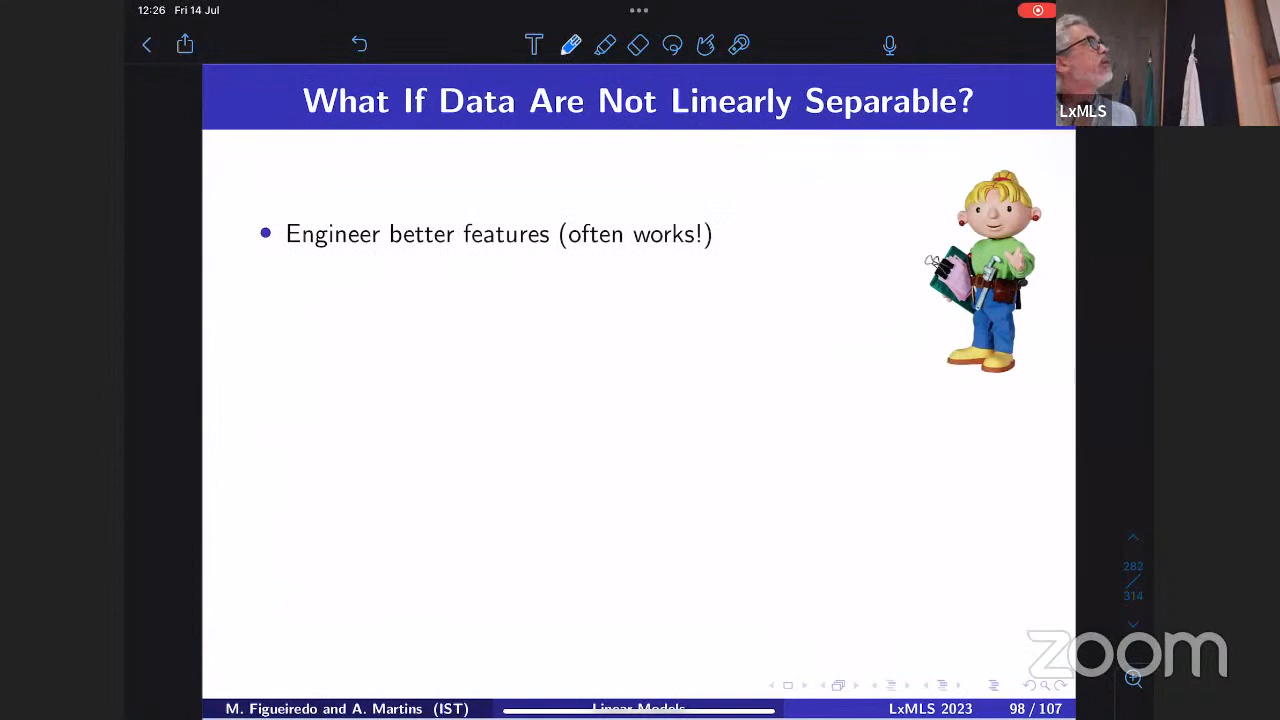 12:26 Fri 14 Jul
T
What If Data Are Not Linearly Separable?
LxMLS
Engineer better features (often works!)
282
314
zoom
M. Figueiredo and A. Martins (IST) Linear Models LxMLS 2023 98 / 107